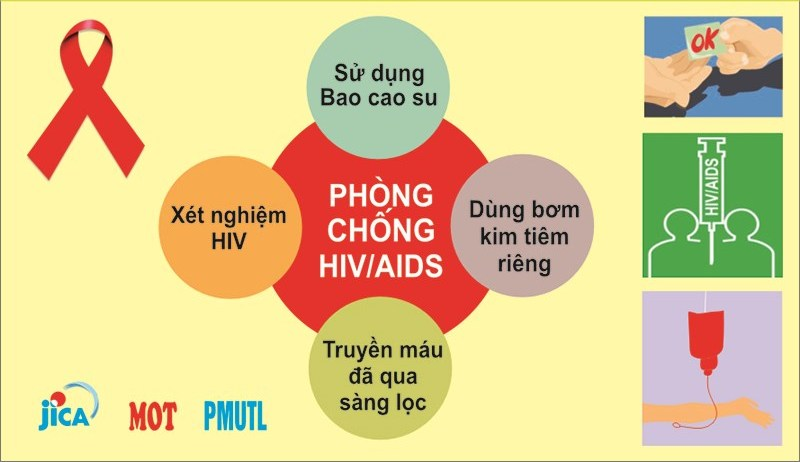 Sử dụng
Bao cao su
Xét nghiệm
HIV
PHÒNG
CHỐNG
HIV/AIDS
Dùng bơm
kim tiêm
riêng
Truyền máu
đã qua
sàng lọc
OK
HIV/AIDS
jICA
MOT
PMUTL